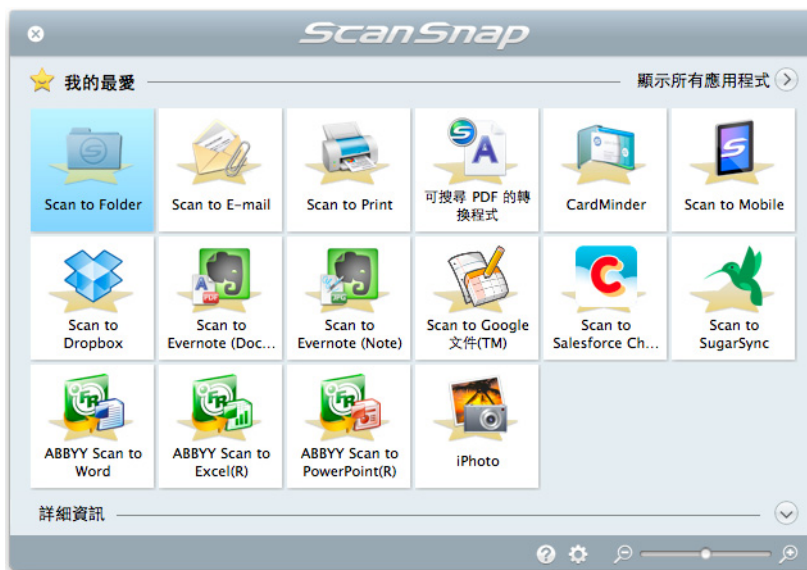 ScanSnap
我的最愛
顯示所有應用程式
Scan to Folder
Scan to E-mail
Scan to Print
可搜尋 PDF 的轉
換程式
CardMinder
Scan to Mobile
Scan to
Dropbox
Scan to
Evernote (Doc...
Scan to
Evernote (Note)
Scan to Google
文件(TM)
Scan to
Salesforce Ch...
Scan to
SugarSync
ABBYY Scan to
Word
ABBYY Scan to
Excel(R)
ABBYY Scan to
PowerPoint(R)
iPhoto
詳細資訊